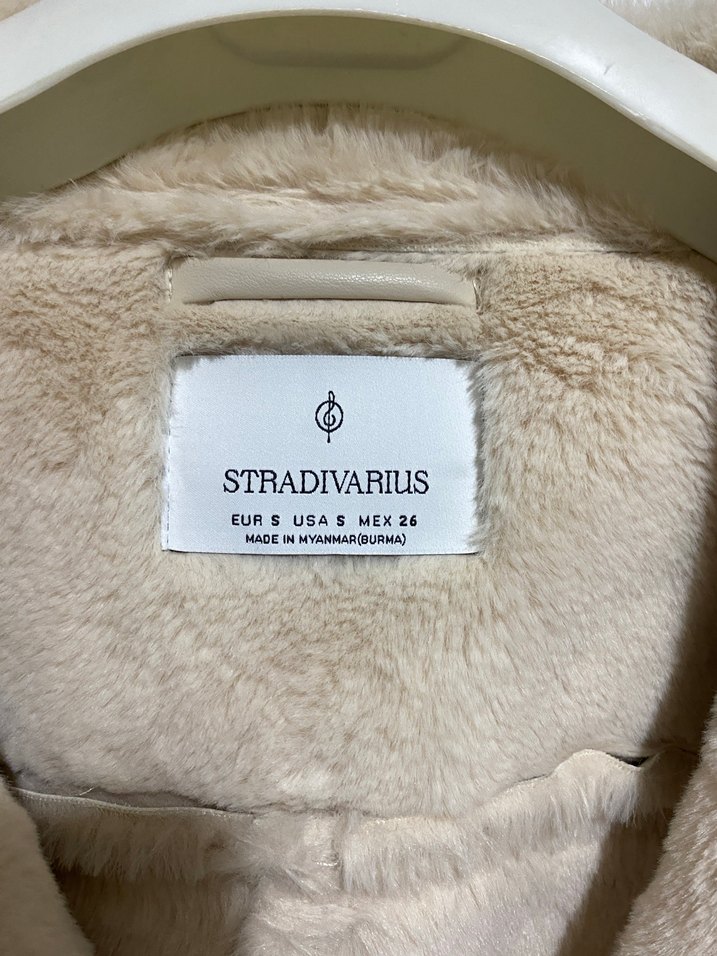 STRADIVARIUS
EUR S USA S MEX 26
MADE IN MYANMAR(BURMA)